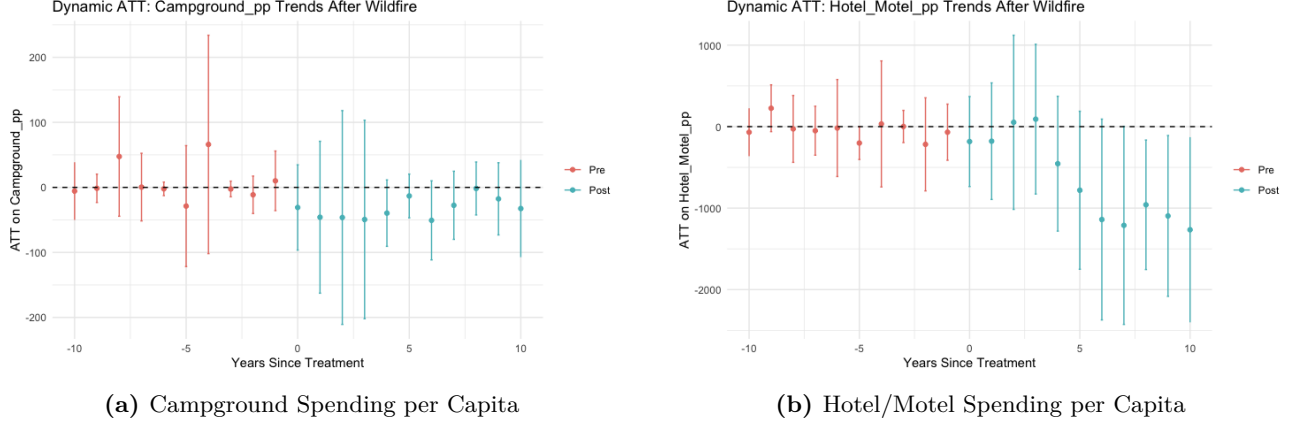 Dynamic ATT: Campground_pp Trends After Wildfire
200
100
0
-100
-200
ATT on Campground_pp
-10
-5
0
5
10
Years Since Treatment
Pre
Post
(a) Campground Spending per Capita
Dynamic ATT: Hotel_Motel_pp Trends After Wildfire
1000
0
-1000
-2000
ATT on Hotel_Motel_pp
-10
-5
0
5
10
Years Since Treatment
Pre
Post
(b) Hotel/Motel Spending per Capita